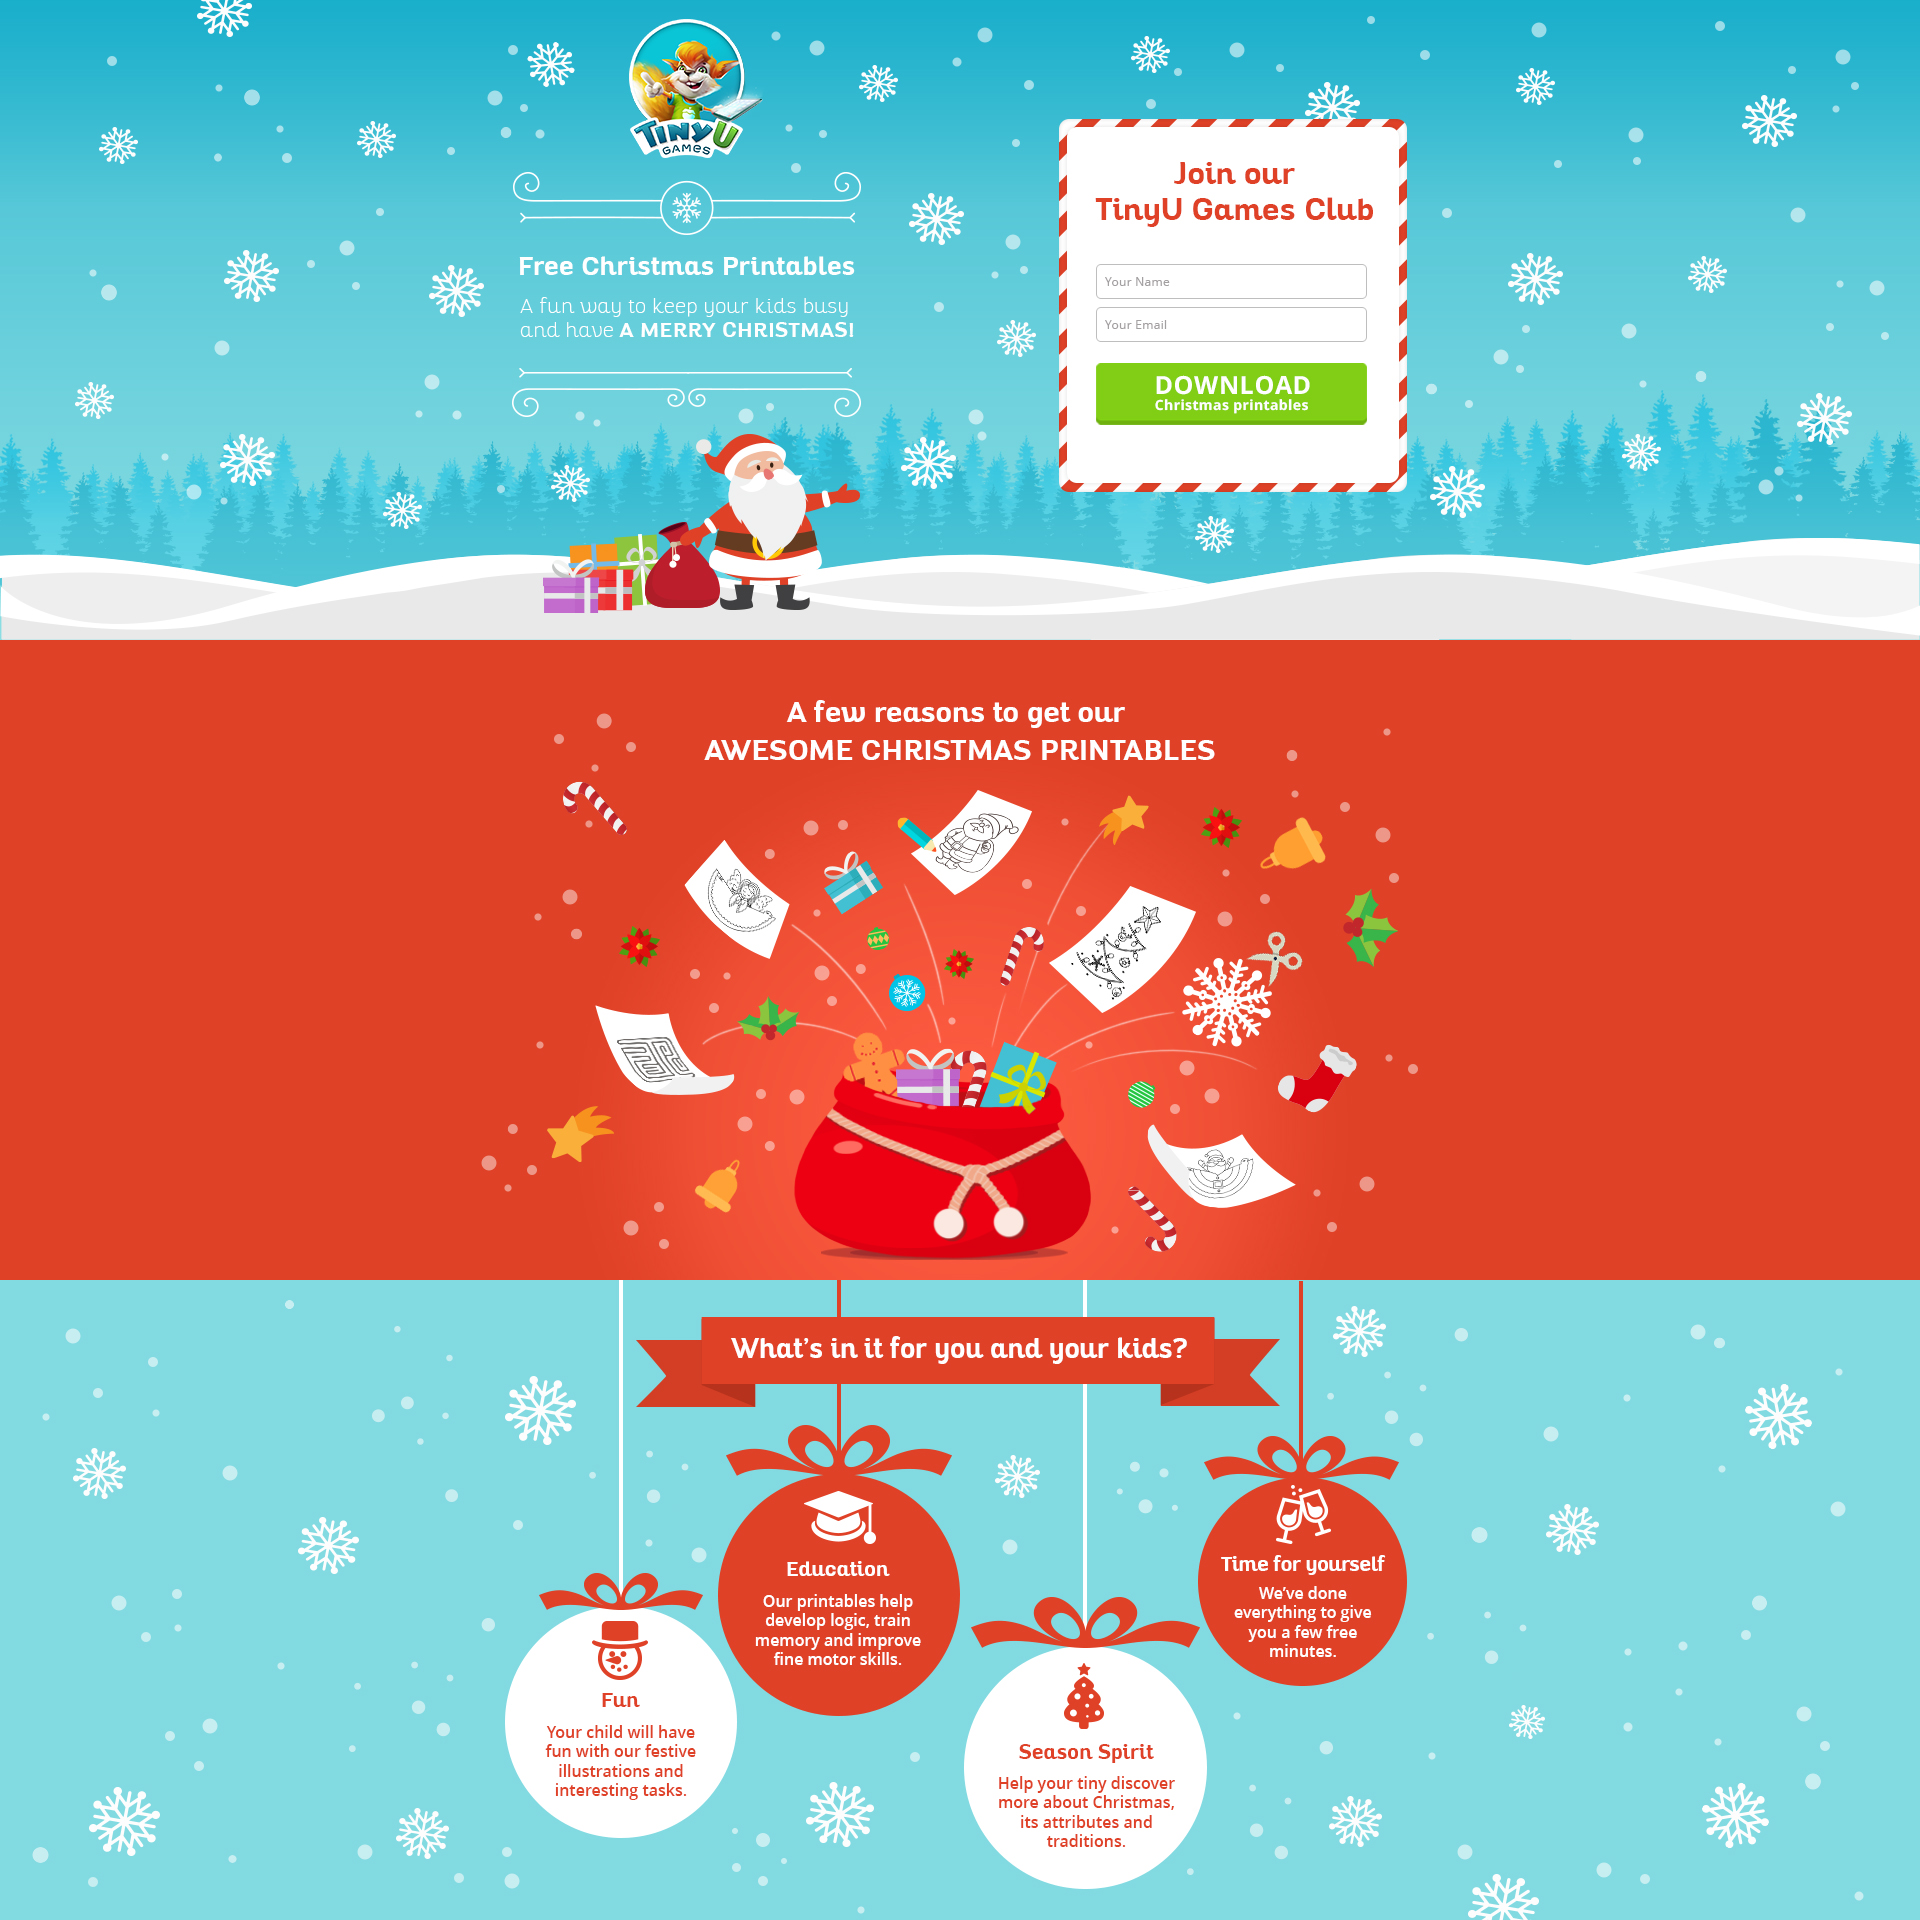 TINYU
GAMES
Free Christmas Printables
A fun way to keep your kids busy
and have A MERRY CHRISTMAS!
Join our
TinyU Games Club
Your Name
Your Email
DOWNLOAD
Christmas printables
A few reasons to get our
AWESOME CHRISTMAS PRINTABLES
What's in it for you and your kids?
Fun
Your child will have
fun with our festive
illustrations and
interesting tasks.
Education
Our printables help
develop logic, train
memory and improve
fine motor skills.
Season Spirit
Help your tiny discover
more about Christmas,
its attributes and
traditions.
Time for yourself
We've done
everything to give
you a few free
minutes.